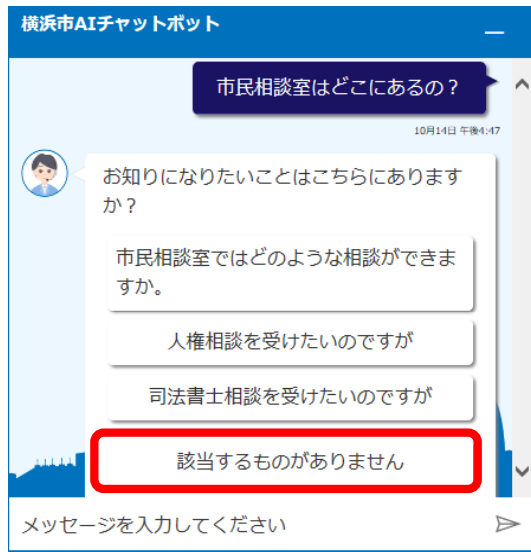 横浜市AIチャットボット
市民相談室はどこにあるの？
10月14日 午後4:47
お知りになりたいことはこちらにあります
か？
市民相談室ではどのような相談ができま
すか。
人権相談を受けたいのですが
司法書士相談を受けたいのですが
該当するものがありません
メッセージを入力してください